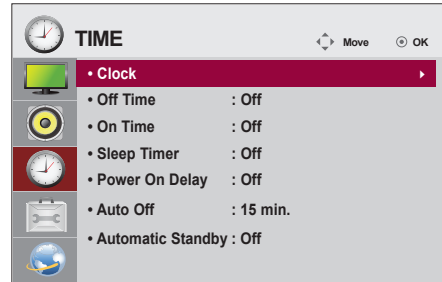 TIME
Move OK
• Clock
• Off Time : Off
• On Time : Off
• Sleep Timer : Off
• Power On Delay : Off
• Auto Off : 15 min.
• Automatic Standby : Off